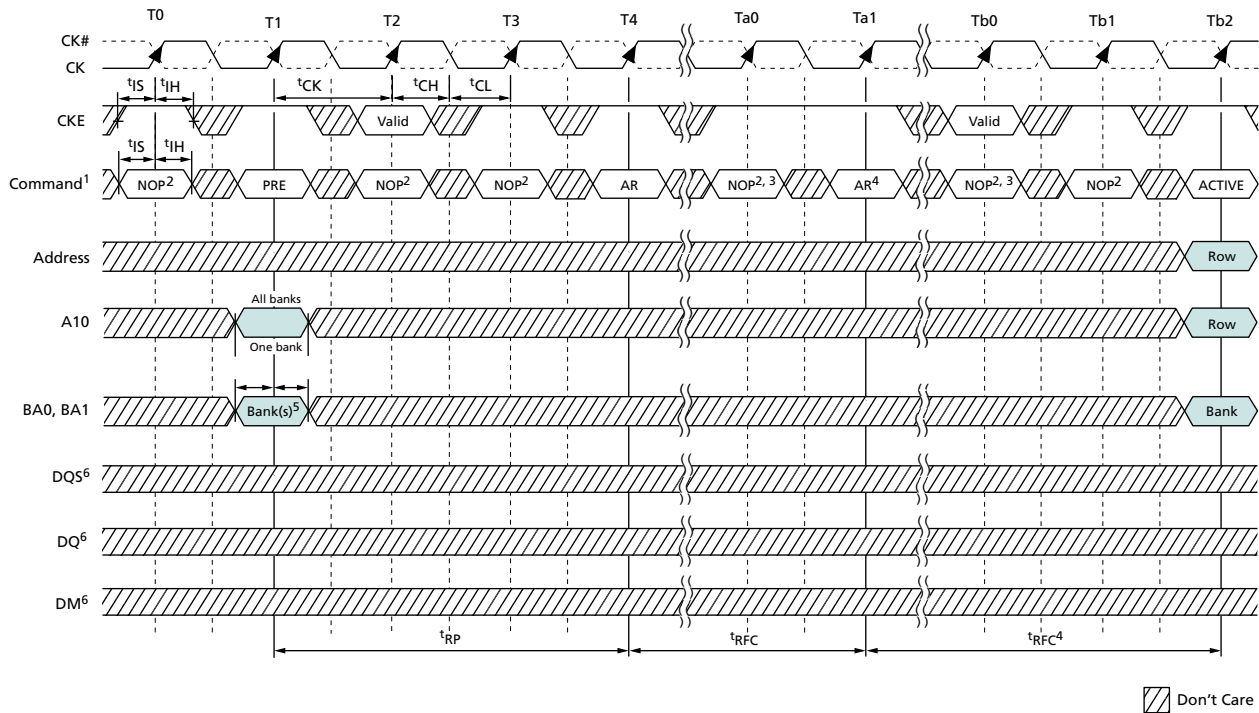 T0 T1 T2 T3 T4 Ta0 Ta1 Tb0 Tb1 Tb2
CK#
CK
tIS tIH tCK tCH tCL
CKE Valid Valid
tIS tIH
Command¹ NOP² PRE NOP² NOP² AR NOP²,³ AR⁴ NOP²,³ NOP² ACTIVE
Address Row
All banks
A10 Row
One bank
BA0, BA1 Bank(s)⁵ Bank
DQS⁶
DQ⁶
DM⁶
tRP tRFC tRFC⁴
Don't Care